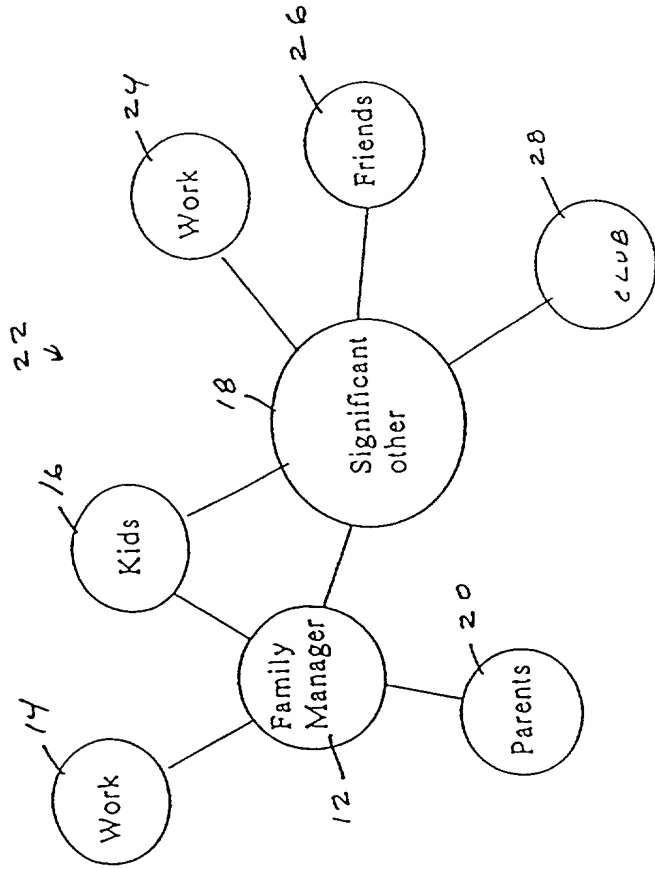 22
14
Work
16
Kids
18
24
Work
26
Friends
Family
Manager
12
Significant
other
20
Parents
28
CLUB